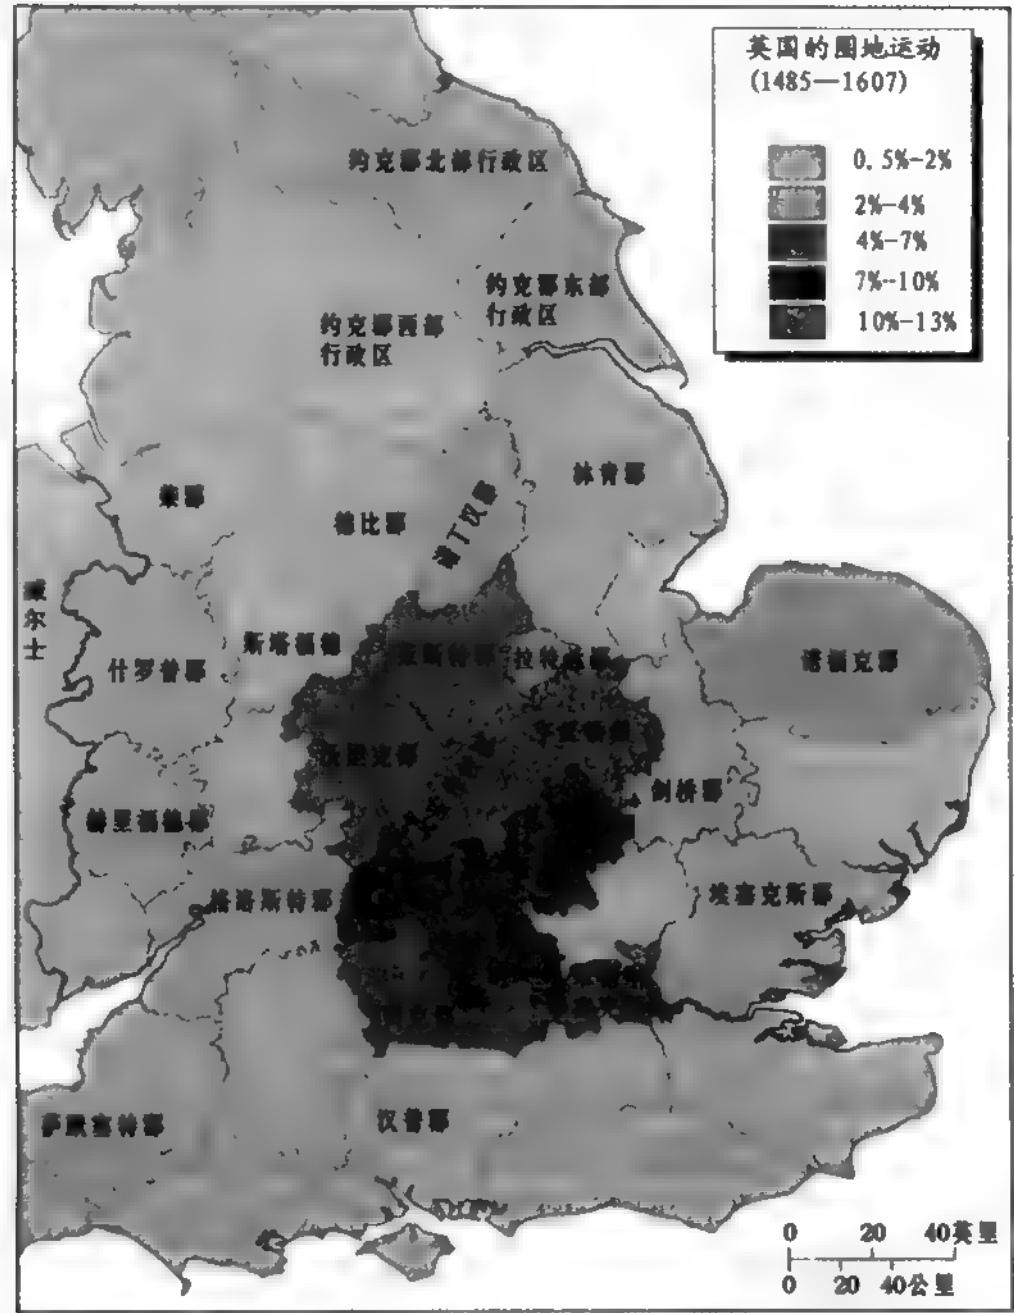 英国的圈地运动
(1485—1607)
0.5%-2%
2%-4%
4%-7%
7%-10%
10%-13%
约克郡北部行政区
约克郡东部
行政区
约克郡西部
行政区
林肯郡
柴郡
德比郡
诺丁汉郡
威尔士
斯塔福德
什罗普郡
莱斯特郡
拉特兰郡
诺福克郡
沃里克郡
剑桥郡
赫里福德郡
格洛斯特郡
埃塞克斯郡
萨默塞特郡
汉普郡
0 20 40英里
0 20 40公里